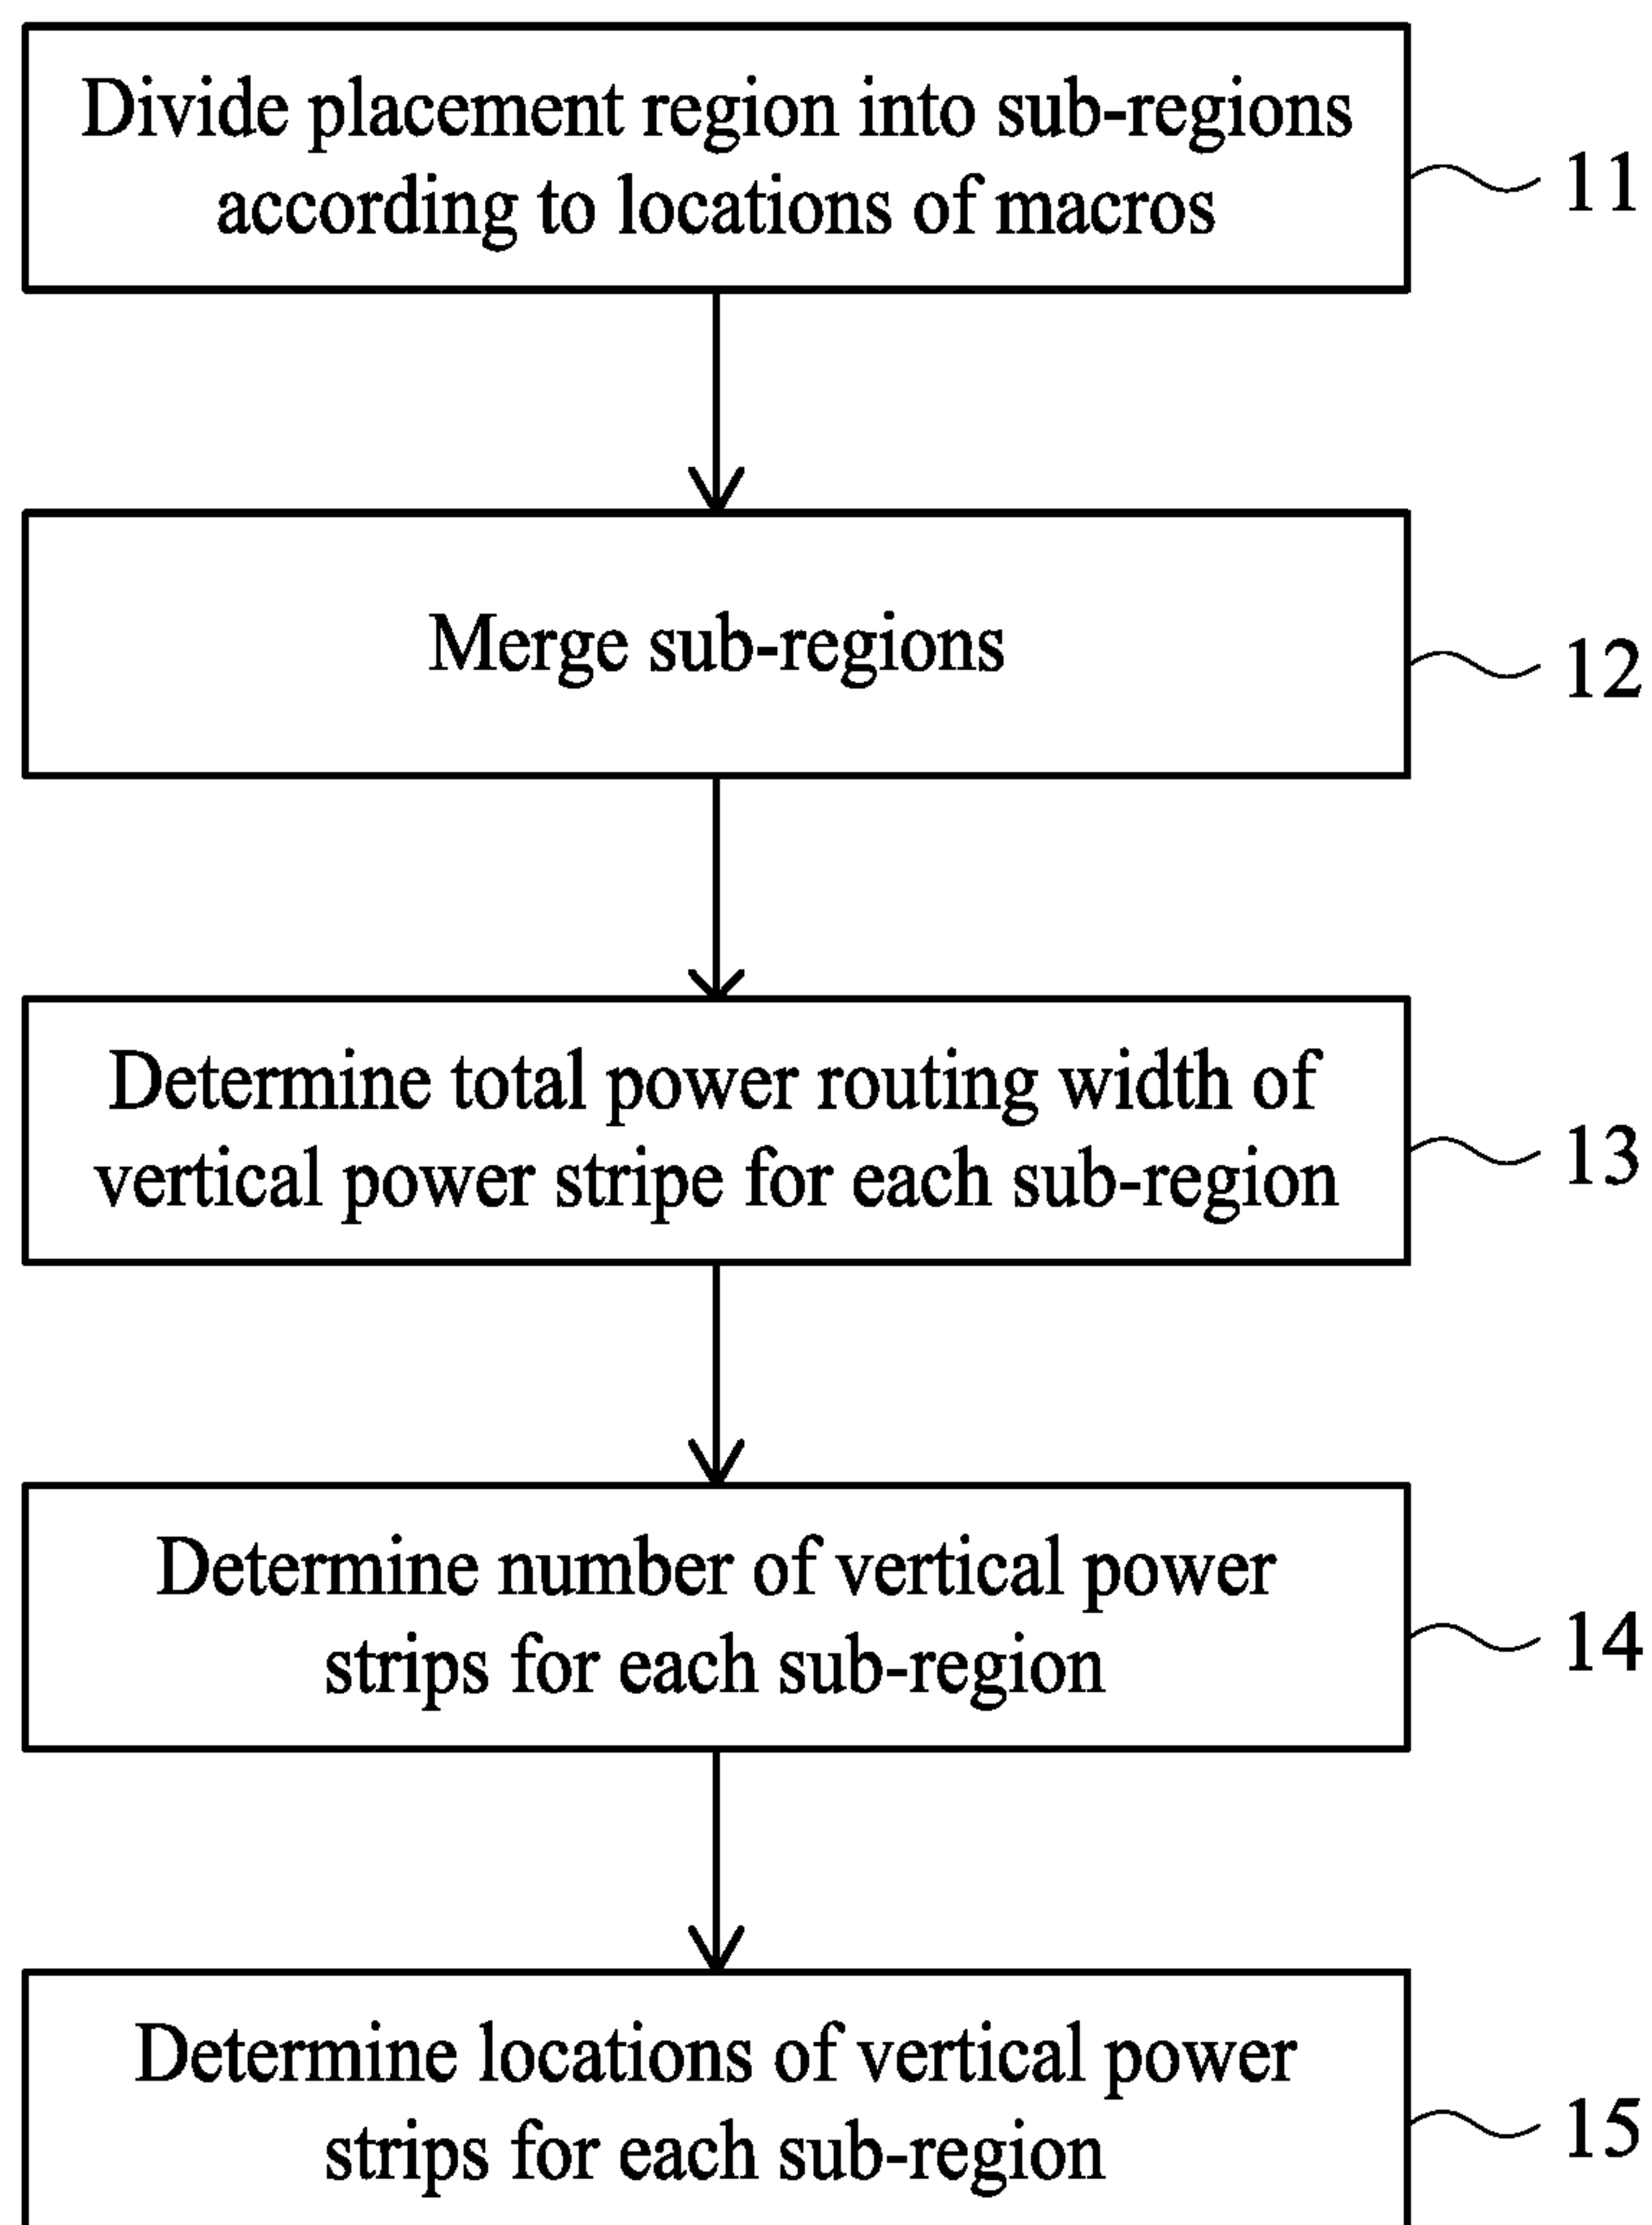 Divide placement region into sub-regions
according to locations of macros
11
Merge sub-regions
12
Determine total power routing width of
vertical power stripe for each sub-region
13
Determine number of vertical power
strips for each sub-region
14
Determine locations of vertical power
strips for each sub-region
15